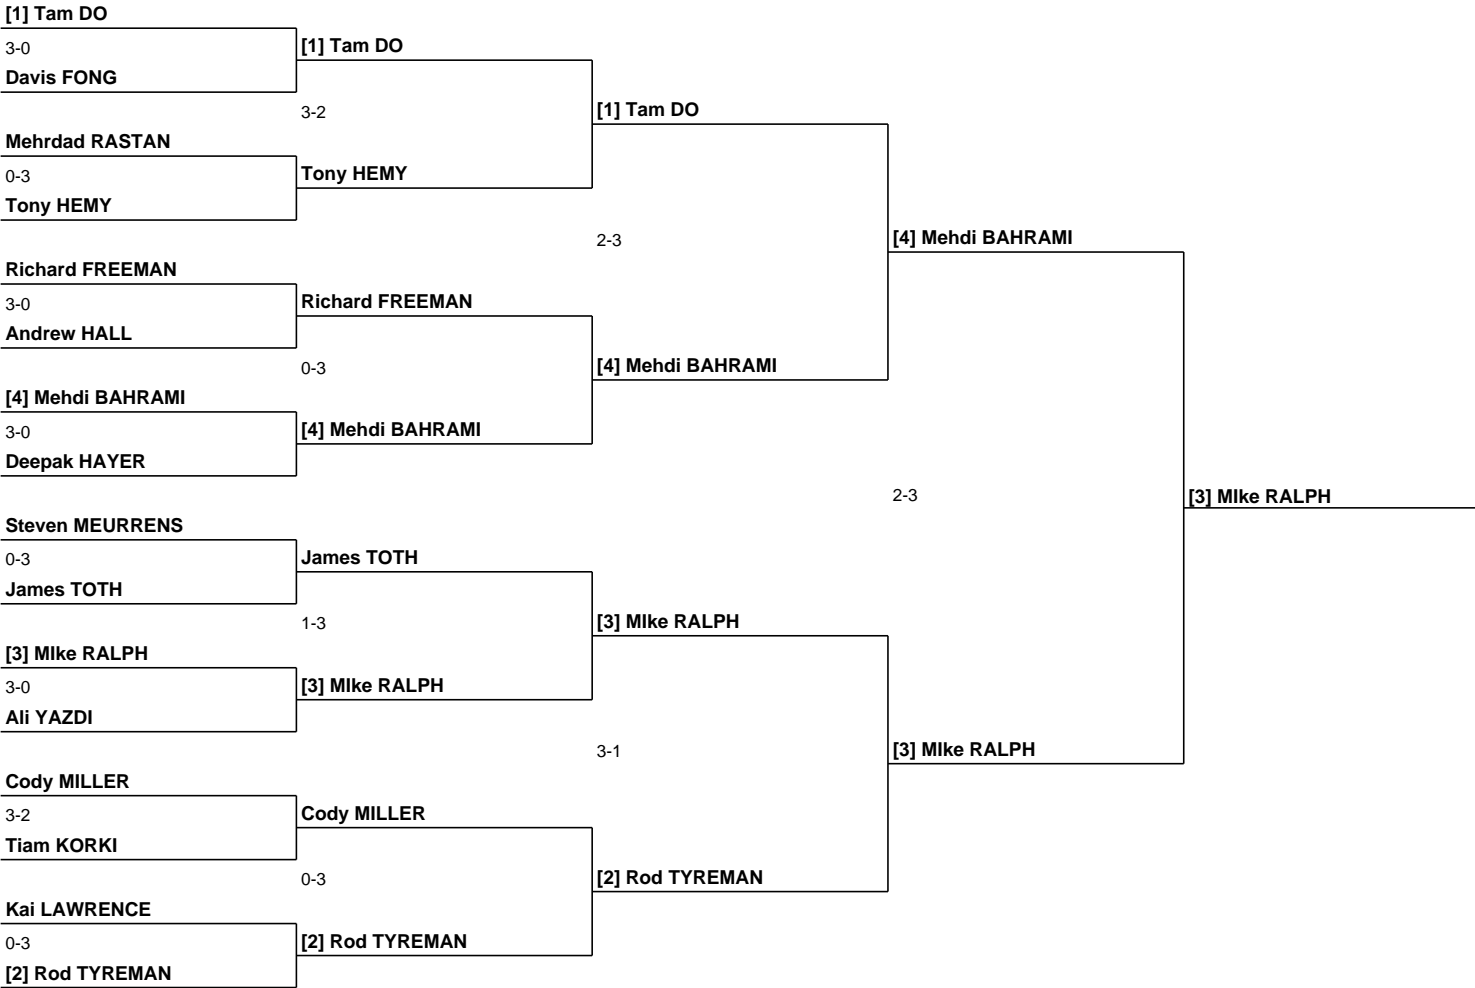 [1] Tam DO
3-0
Davis FONG
Mehrdad RASTAN
0-3
Tony HEMY
Richard FREEMAN
3-0
Andrew HALL
[4] Mehdi BAHRAMI
3-0
Deepak HAYER
Steven MEURRENS
0-3
James TOTH
[3] MIke RALPH
3-0
Ali YAZDI
Cody MILLER
3-2
Tiam KORKI
Kai LAWRENCE
0-3
[2] Rod TYREMAN
[1] Tam DO
3-2
Tony HEMY
Richard FREEMAN
0-3
[4] Mehdi BAHRAMI
James TOTH
1-3
[3] MIke RALPH
Cody MILLER
0-3
[2] Rod TYREMAN
[1] Tam DO
2-3
[4] Mehdi BAHRAMI
[3] MIke RALPH
3-1
[2] Rod TYREMAN
[4] Mehdi BAHRAMI
2-3
[3] MIke RALPH
[3] MIke RALPH